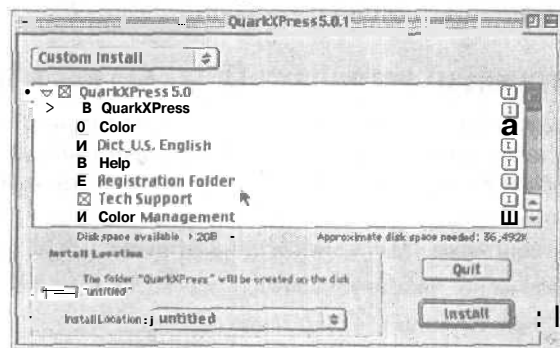 QuarkXPress 5.0.1
Custom Install
QuarkXPress 5.0
> B QuarkXPress
0 Color
И Dict_U.S. English
B Help
E Registration Folder
Tech Support
И Color Management
Disk space available > 2GB
Approximate disk space needed: 36,492K
Install Location
The folder "QuarkXPress" will be created on the disk
"untitled"
Quit
Install Location: untitled
Install